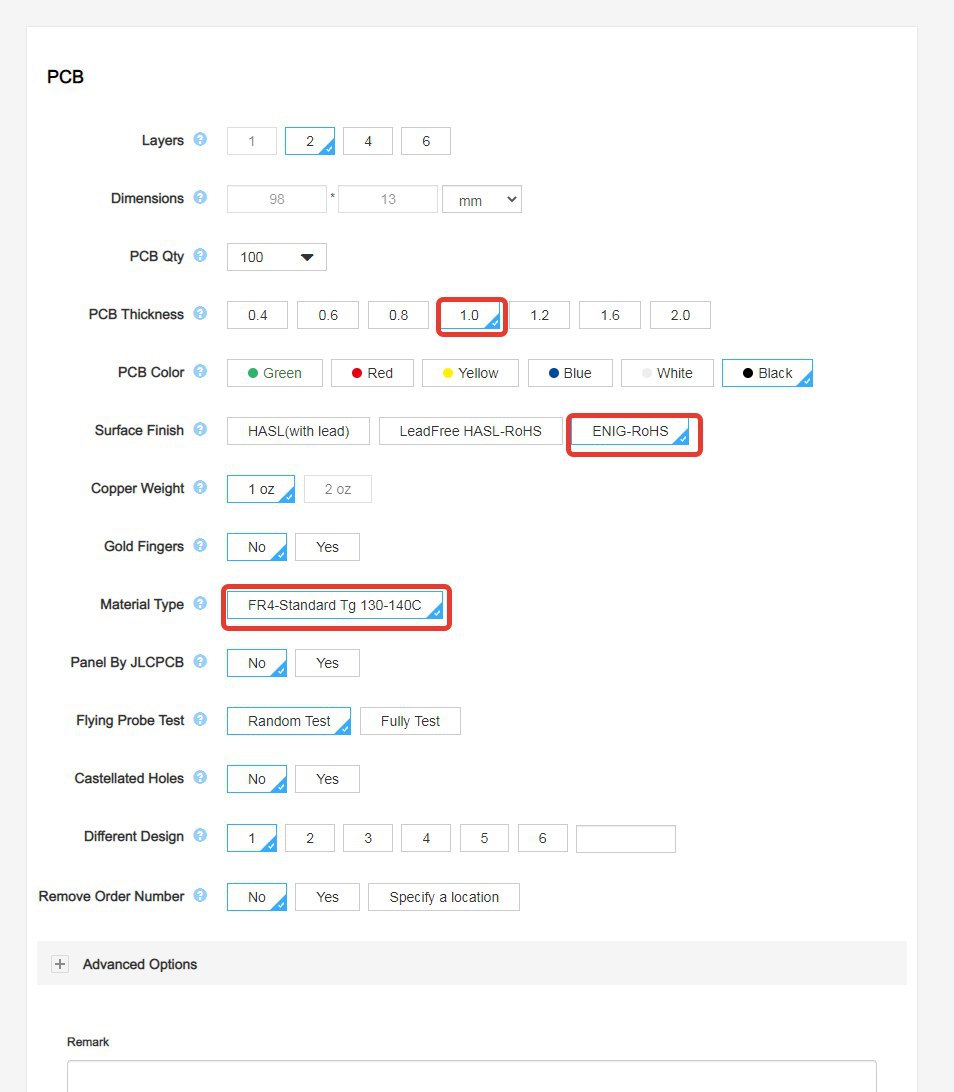 PCB
Layers ? 1 2 4 6
Dimensions ? 98 * 13 mm
PCB Qty ? 100
PCB Thickness ? 0.4 0.6 0.8 1.0 1.2 1.6 2.0
PCB Color ? Green Red Yellow Blue White Black
Surface Finish ? HASL(with lead) LeadFree HASL-RoHS ENIG-RoHS
Copper Weight ? 1 oz 2 oz
Gold Fingers ? No Yes
Material Type ? FR4-Standard Tg 130-140C
Panel By JLCPCB ? No Yes
Flying Probe Test ? Random Test Fully Test
Castellated Holes ? No Yes
Different Design ? 1 2 3 4 5 6
Remove Order Number ? No Yes Specify a location
+ Advanced Options
Remark